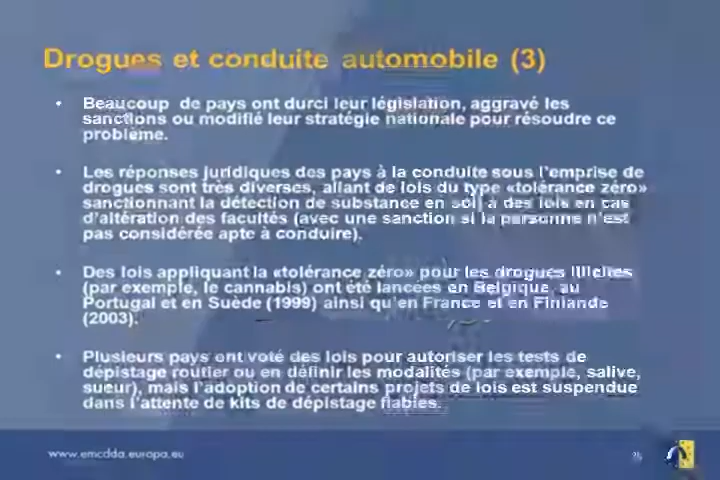 Drogues et conduite automobile (3)
• Beaucoup de pays ont durci leur législation, aggravé les
sanctions ou modifié leur stratégie nationale pour résoudre ce
problème.
• Les réponses juridiques des pays à la conduite sous l'emprise de
drogues sont très diverses, allant de lois du type «tolérance zéro»
sanctionnant la détection de substance en soi, à des lois en cas
d'altération des facultés (avec une sanction si la personne n'est
pas considérée apte à conduire).
• Des lois appliquant la «tolérance zéro» pour les drogues illicites
(par exemple, le cannabis) ont été lancées en Belgique, au
Portugal et en Suède (1999) ainsi qu'en France et en Finlande
(2003).
• Plusieurs pays ont voté des lois pour autoriser les tests de
dépistage routier ou en définir les modalités (par exemple, salive,
sueur), mais l'adoption de certains projets de lois est suspendue
dans l'attente de kits de dépistage fiables.
www.emcdda.europa.eu